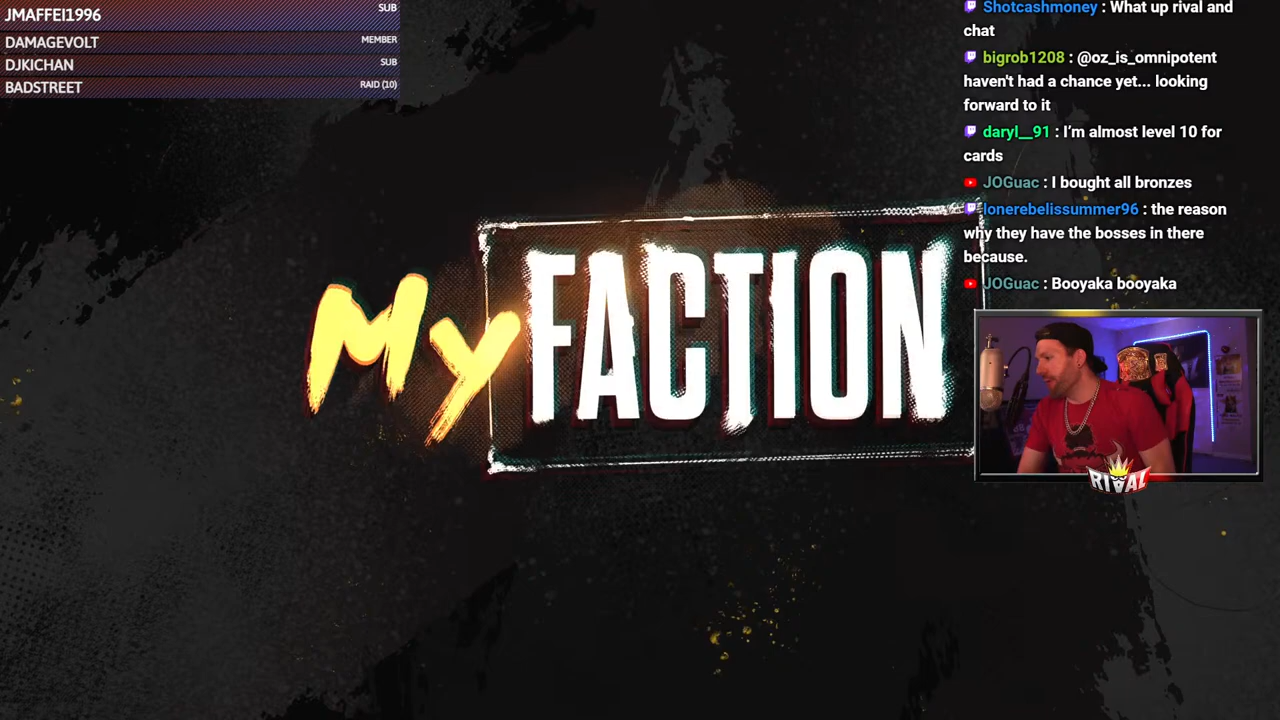 JMAFFEI1996 SUB
DAMAGEVOLT MEMBER
DJKICHAN SUB
BADSTREET RAID (10)
Shotcashmoney : What up rival and
chat
bigrob1208 : @oz_is_omnipotent
haven't had a chance yet... looking
forward to it
daryl__91 : I’m almost level 10 for
cards
JOGuac : I bought all bronzes
lonerebelissummer96 : the reason
why they have the bosses in there
because.
JOGuac : Booyaka booyaka
My FACTION
RIVAL